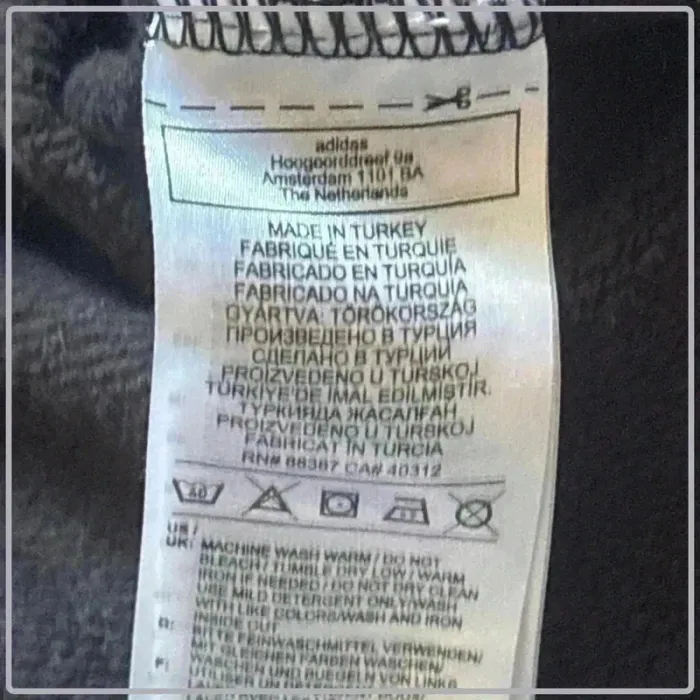 adidas
Hoogoorddreef 9a
Amsterdam 1101 BA
The Netherlands
MADE IN TURKEY
FABRIQUÉ EN TURQUIE
FABRICADO EN TURQUIA
FABRICADO NA TURQUIA
GYÁRTVA: TÖRÖKORSZÁG
ПРОИЗВЕДЕНО В ТУРЦИЯ
СДЕЛАНО В ТУРЦИИ
PROIZVEDENO U TURSKOJ
TÜRKİYE'DE İMAL EDİLMİŞTİR.
ТҮРКИЯДА ЖАСАЛҒАН
PROIZVEDENO U TURSKOJ
FABRICAT ÎN TURCIA
RN# 88387 CA# 40312
40
US /
UK: MACHINE WASH WARM / DO NOT
BLEACH / TUMBLE DRY LOW / WARM
IRON IF NEEDED / DO NOT DRY CLEAN
USE MILD DETERGENT ONLY/WASH
WITH LIKE COLORS/WASH AND IRON
INSIDE OUT
BITTE FEINWASCHMITTEL VERWENDEN/
MIT GLEICHEN FARBEN WASCHEN/
WASCHEN UND BUEGELN VON LINKS